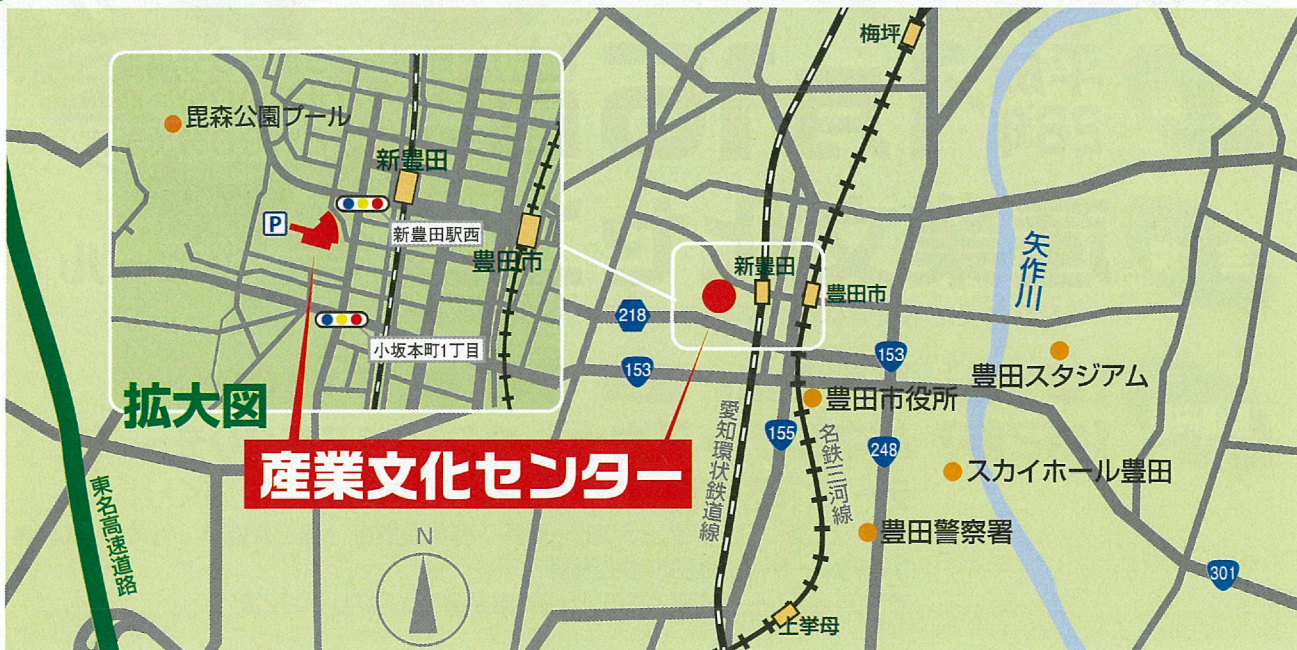 梅坪
毘森公園プール
新豊田
P
新豊田駅西
豊田市
小坂本町1丁目
拡大図
産業文化センター
新豊田
豊田市
矢作川
218
153
153
豊田スタジアム
豊田市役所
愛知環状鉄道線
155
名鉄三河線
248
スカイホール豊田
豊田警察署
東名高速道路
N
301
上挙母